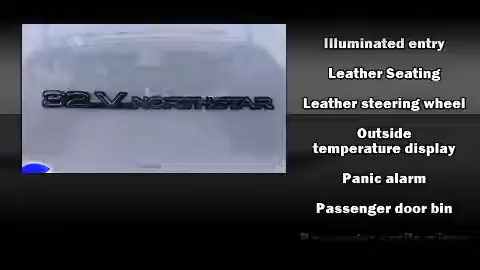 32V NORTHSTAR
Illuminated entry
Leather Seating
Leather steering wheel
Outside
temperature display
Panic alarm
Passenger door bin